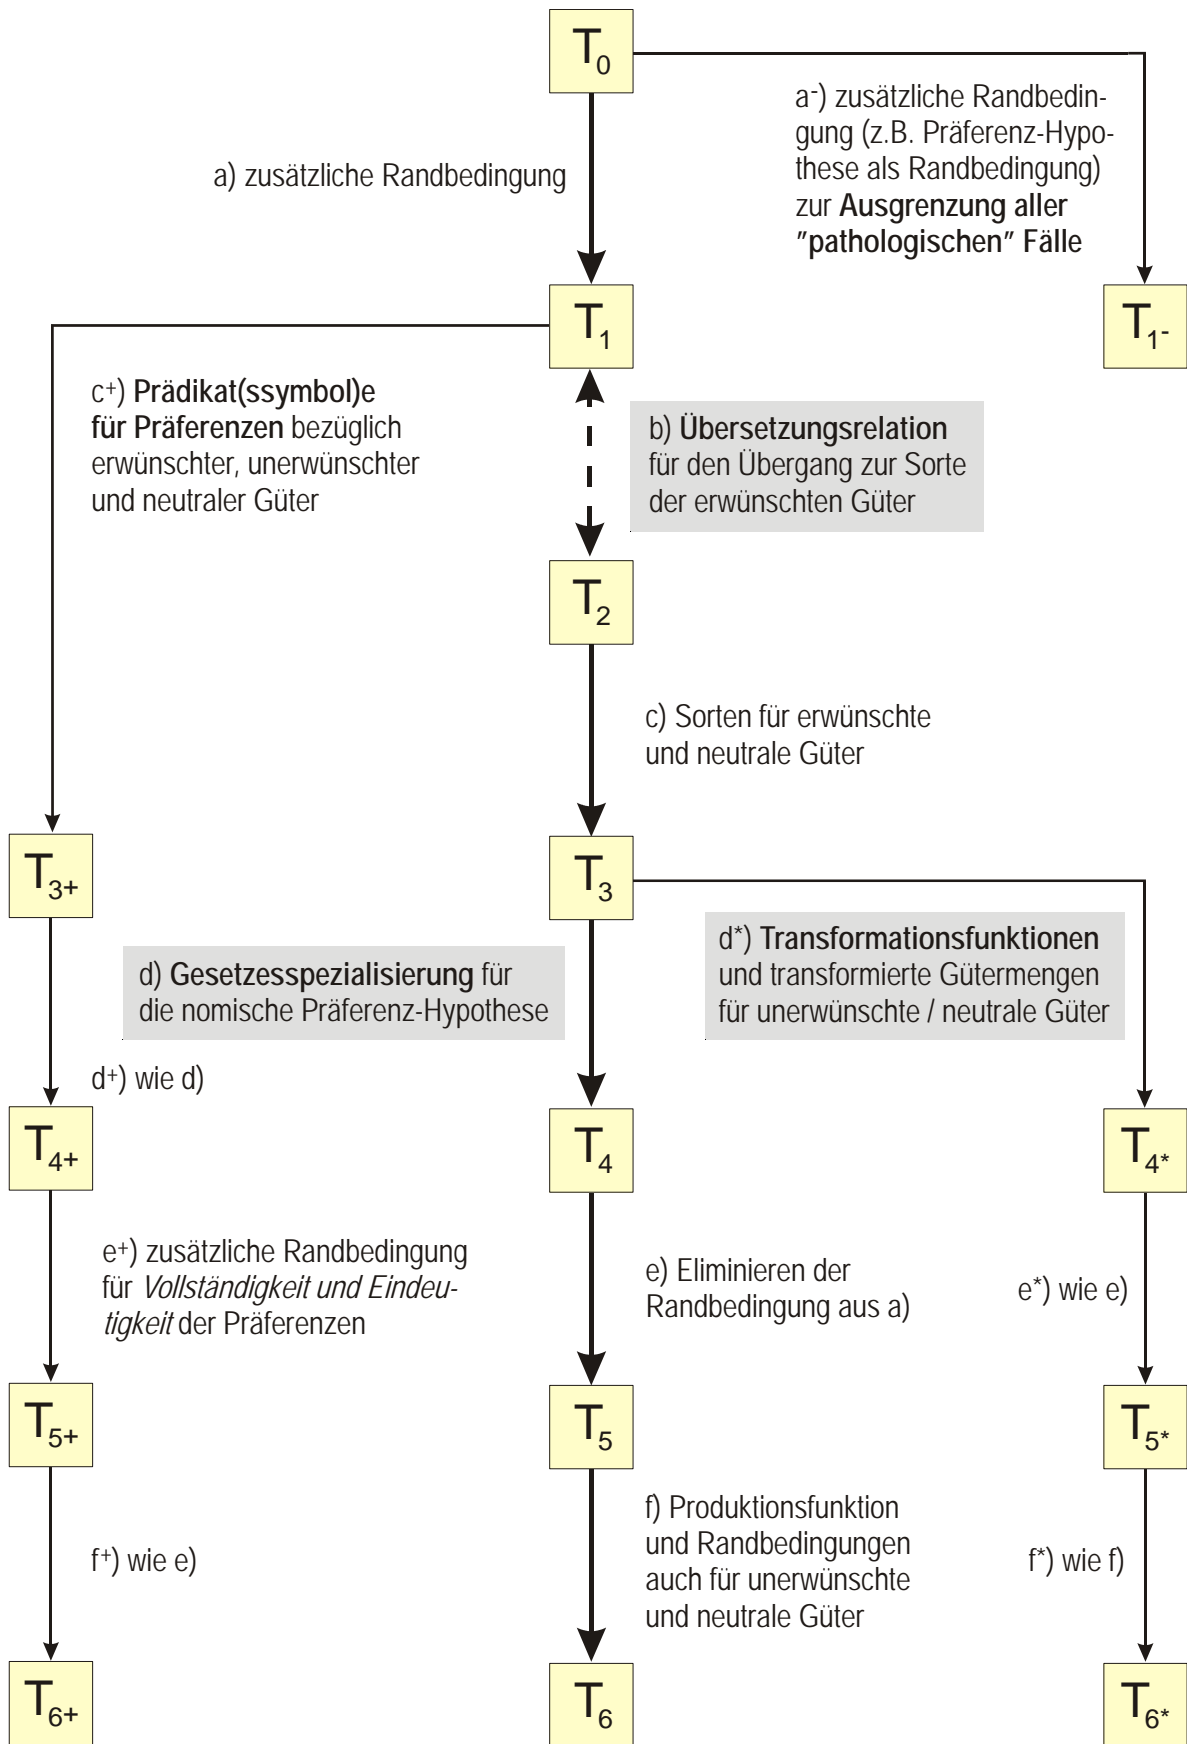 T0
a-) zusätzliche Randbedin-
gung (z.B. Präferenz-Hypo-
these als Randbedingung)
zur Ausgrenzung aller
"pathologischen" Fälle
a) zusätzliche Randbedingung
T1
T1-
c+) Prädikat(ssymbol)e
für Präferenzen bezüglich
erwünschter, unerwünschter
und neutraler Güter
b) Übersetzungsrelation
für den Übergang zur Sorte
der erwünschten Güter
T2
c) Sorten für erwünschte
und neutrale Güter
T3+
T3
d) Gesetzesspezialisierung für
die nomische Präferenz-Hypothese
d*) Transformationsfunktionen
und transformierte Gütermengen
für unerwünschte / neutrale Güter
d+) wie d)
T4+
T4
T4*
e+) zusätzliche Randbedingung
für Vollständigkeit und Eindeu-
tigkeit der Präferenzen
e) Eliminieren der
Randbedingung aus a)
e*) wie e)
T5+
T5
T5*
f+) wie e)
f) Produktionsfunktion
und Randbedingungen
auch für unerwünschte
und neutrale Güter
f*) wie f)
T6+
T6
T6*